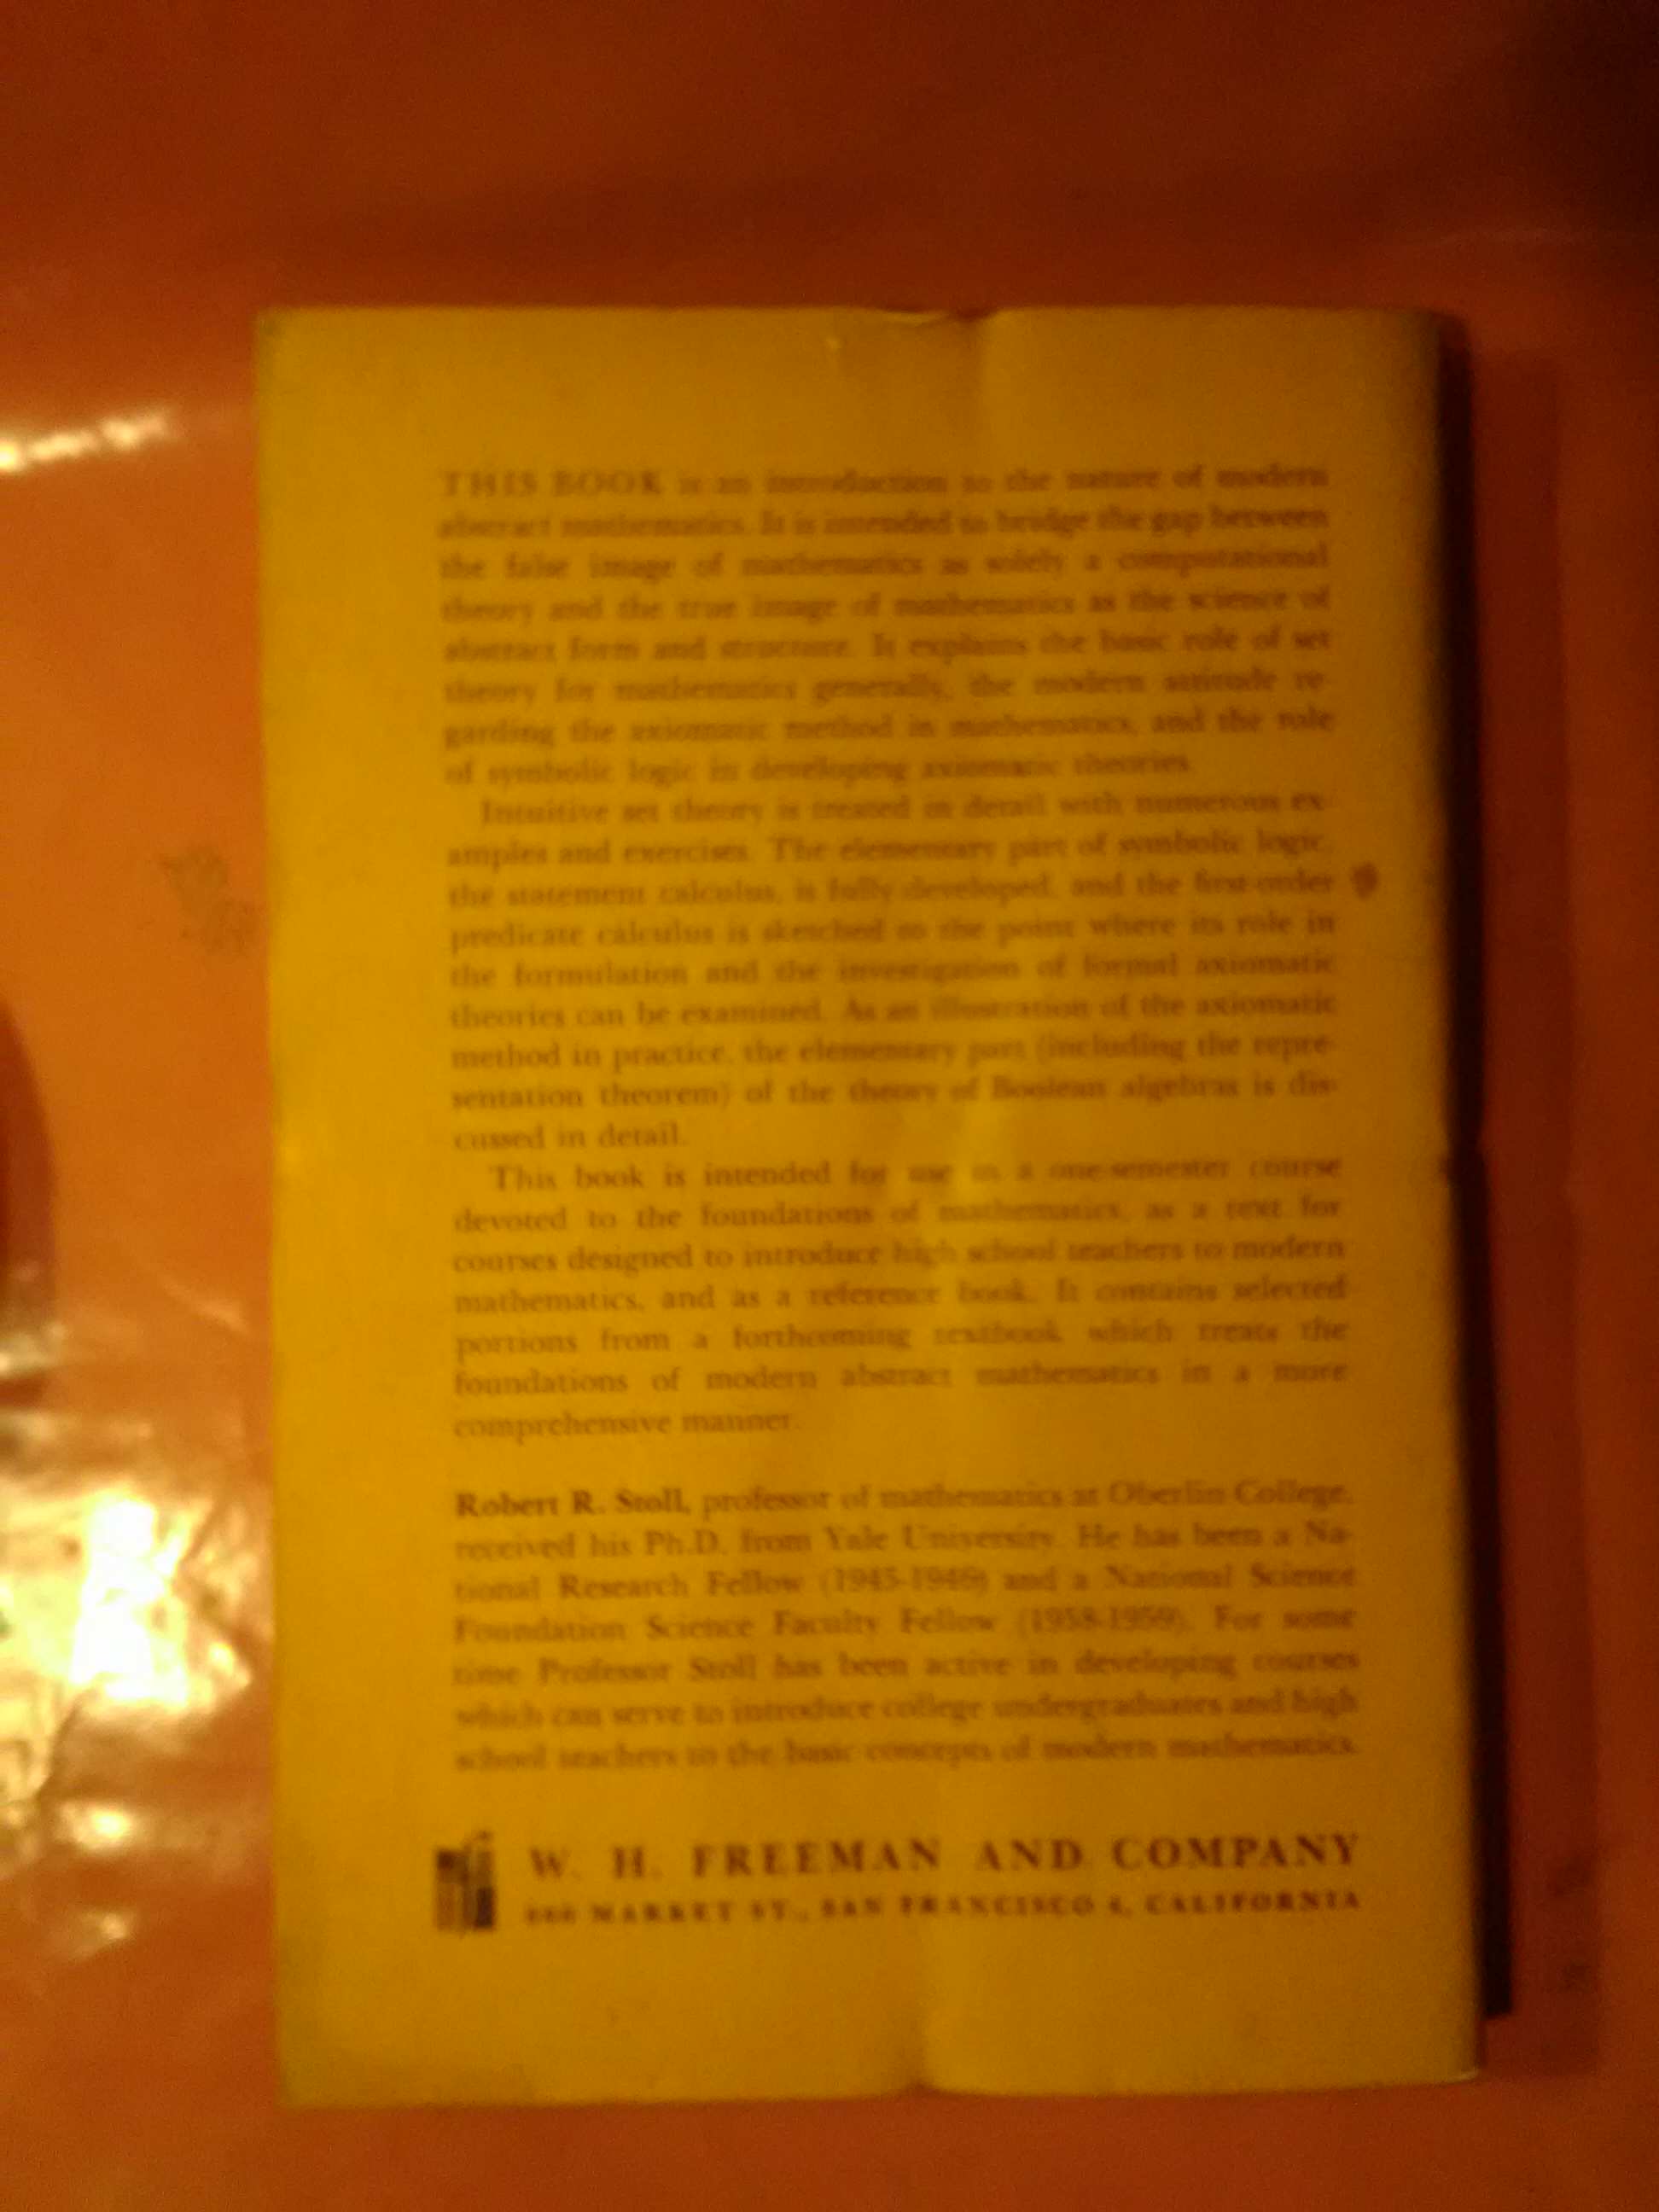 THIS BOOK is an introduction to the nature of modern
abstract mathematics. It is intended to bridge the gap between
the false image of mathematics as solely a computational
theory and the true image of mathematics as the science of
abstract form and structure. It explains the basic role of set
theory for mathematics generally, the modern attitude re-
garding the axiomatic method in mathematics, and the role
of symbolic logic in developing axiomatic theories.
Intuitive set theory is treated in detail with numerous ex-
amples and exercises. The elementary part of symbolic logic,
the statement calculus, is fully developed, and the first-order
predicate calculus is sketched to the point where its role in
the formulation and the investigation of formal axiomatic
theories can be examined. As an illustration of the axiomatic
method in practice, the elementary part (including the repre-
sentation theorem) of the theory of Boolean algebras is dis-
cussed in detail.
This book is intended for use in a one-semester course
devoted to the foundations of mathematics, as a text for
courses designed to introduce high school teachers to modern
mathematics, and as a reference book. It contains selected
portions from a forthcoming textbook which treats the
foundations of modern abstract mathematics in a more
comprehensive manner.
Robert R. Stoll, professor of mathematics at Oberlin College,
received his Ph.D. from Yale University. He has been a Na-
tional Research Fellow (1945-1946) and a National Science
Foundation Science Faculty Fellow (1958-1959). For some
time Professor Stoll has been active in developing courses
which can serve to introduce college undergraduates and high
school teachers to the basic concepts of modern mathematics.
W. H. FREEMAN AND COMPANY
660 MARKET ST., SAN FRANCISCO 4, CALIFORNIA